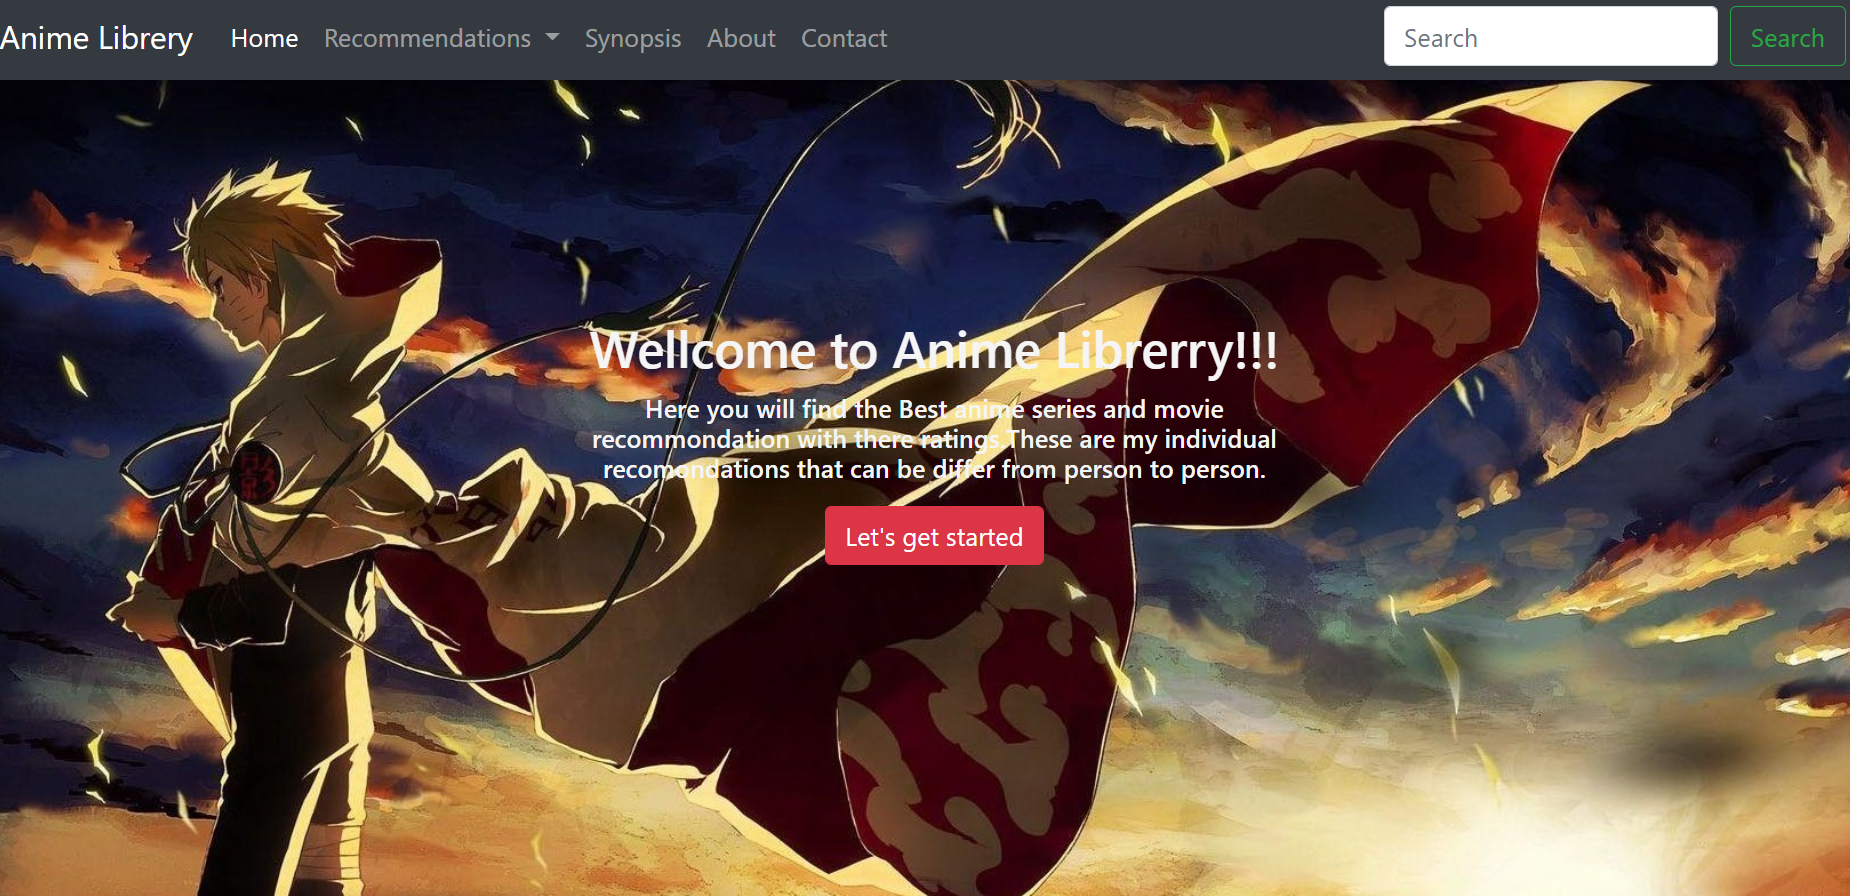 Anime Librery Home Recommendations Synopsis About Contact Search Search
Wellcome to Anime Librerry!!!
Here you will find the Best anime series and movie
recommondation with there ratings.These are my individual
recomondations that can be differ from person to person.
Let's get started